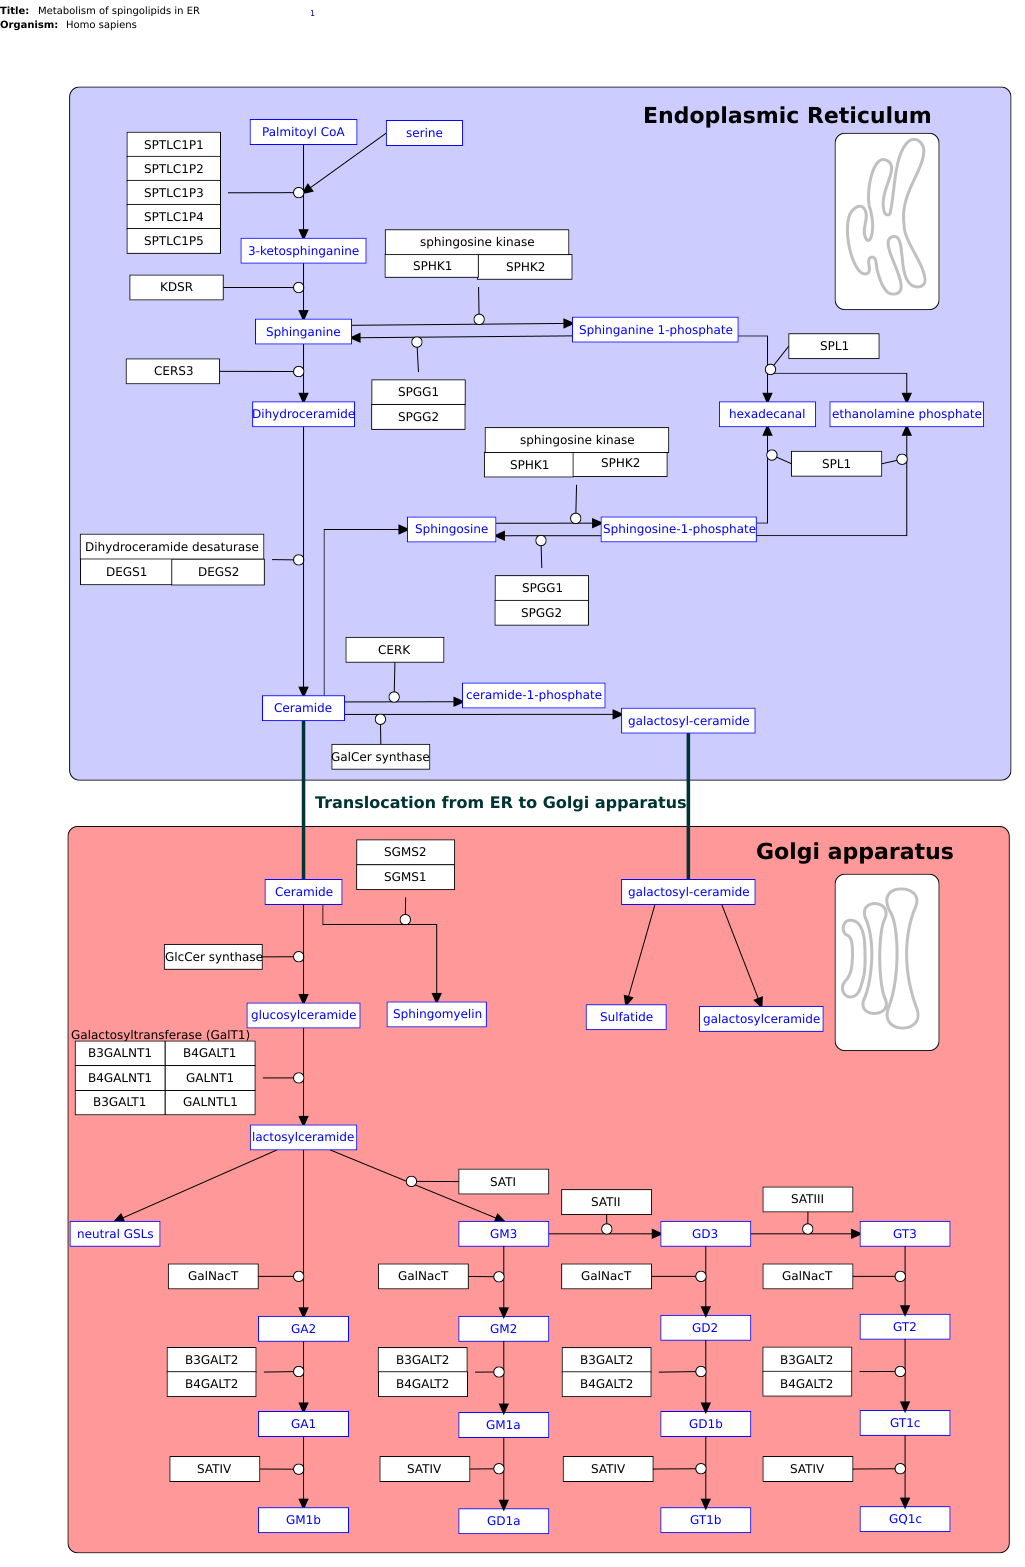 Title: Metabolism of spingolipids in ER
1
Organism: Homo sapiens
Endoplasmic Reticulum
Palmitoyl CoA
serine
SPTLC1P1
SPTLC1P2
SPTLC1P3
SPTLC1P4
SPTLC1P5
3-ketosphinganine
sphingosine kinase
SPHK1
SPHK2
KDSR
Sphinganine
Sphinganine 1-phosphate
SPL1
CERS3
SPGG1
SPGG2
Dihydroceramide
hexadecanal
ethanolamine phosphate
sphingosine kinase
SPHK1
SPHK2
SPL1
Sphingosine
Sphingosine-1-phosphate
Dihydroceramide desaturase
DEGS1
DEGS2
SPGG1
SPGG2
CERK
Ceramide
ceramide-1-phosphate
galactosyl-ceramide
GalCer synthase
Translocation from ER to Golgi apparatus
Golgi apparatus
SGMS2
SGMS1
Ceramide
galactosyl-ceramide
GlcCer synthase
glucosylceramide
Sphingomyelin
Sulfatide
galactosylceramide
Galactosyltransferase (GalT1)
B3GALNT1
B4GALT1
B4GALNT1
GALNT1
B3GALT1
GALNTL1
lactosylceramide
SATI
SATII
SATIII
neutral GSLs
GM3
GD3
GT3
GalNacT
GalNacT
GalNacT
GalNacT
GA2
GM2
GD2
GT2
B3GALT2
B4GALT2
B3GALT2
B4GALT2
B3GALT2
B4GALT2
B3GALT2
B4GALT2
GA1
GM1a
GD1b
GT1c
SATIV
SATIV
SATIV
SATIV
GM1b
GD1a
GT1b
GQ1c